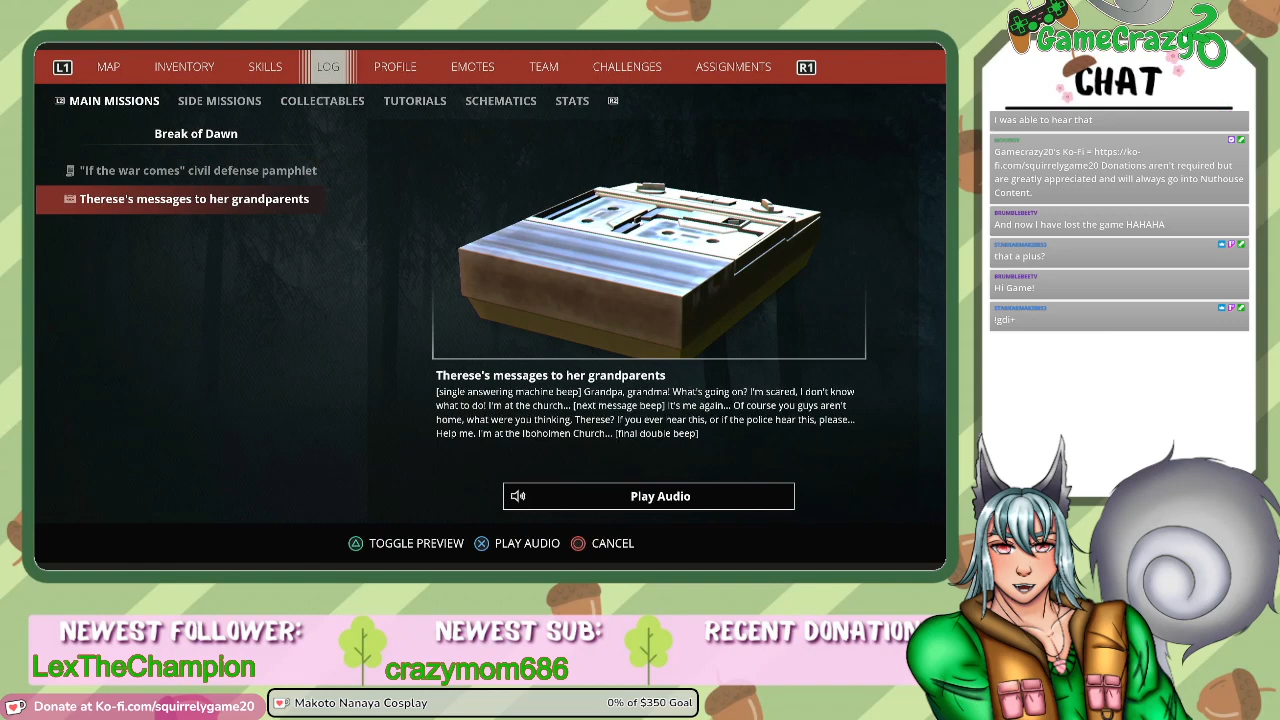 L1 MAP INVENTORY SKILLS LOG PROFILE EMOTES TEAM CHALLENGES ASSIGNMENTS R1
L2 MAIN MISSIONS SIDE MISSIONS COLLECTABLES TUTORIALS SCHEMATICS STATS R2
Break of Dawn
"If the war comes" civil defense pamphlet
Therese's messages to her grandparents
Therese's messages to her grandparents
[single answering machine beep] Grandpa, grandma! What's going on? I'm scared, I don't know
what to do! I'm at the church... [next message beep] It's me again... Of course you guys aren't
home, what were you thinking, Therese? If you ever hear this, or if the police hear this, please...
Help me. I'm at the Iboholmen Church... [final double beep]
Play Audio
TOGGLE PREVIEW PLAY AUDIO CANCEL
GameCrazy20
CHAT
I was able to hear that
Gamecrazy20's Ko-Fi = https://ko-
fi.com/squirrelygame20 Donations aren't required but
are greatly appreciated and will always go into Nuthouse
Content.
BRUMBLEBEETV
And now I have lost the game HAHAHA
that a plus?
BRUMBLEBEETV
Hi Game!
!gdi+
NEWEST FOLLOWER: NEWEST SUB: RECENT DONATION
LexTheChampion crazymom686
Donate at Ko-fi.com/squirrelygame20 Makoto Nanaya Cosplay 0% of $350 Goal